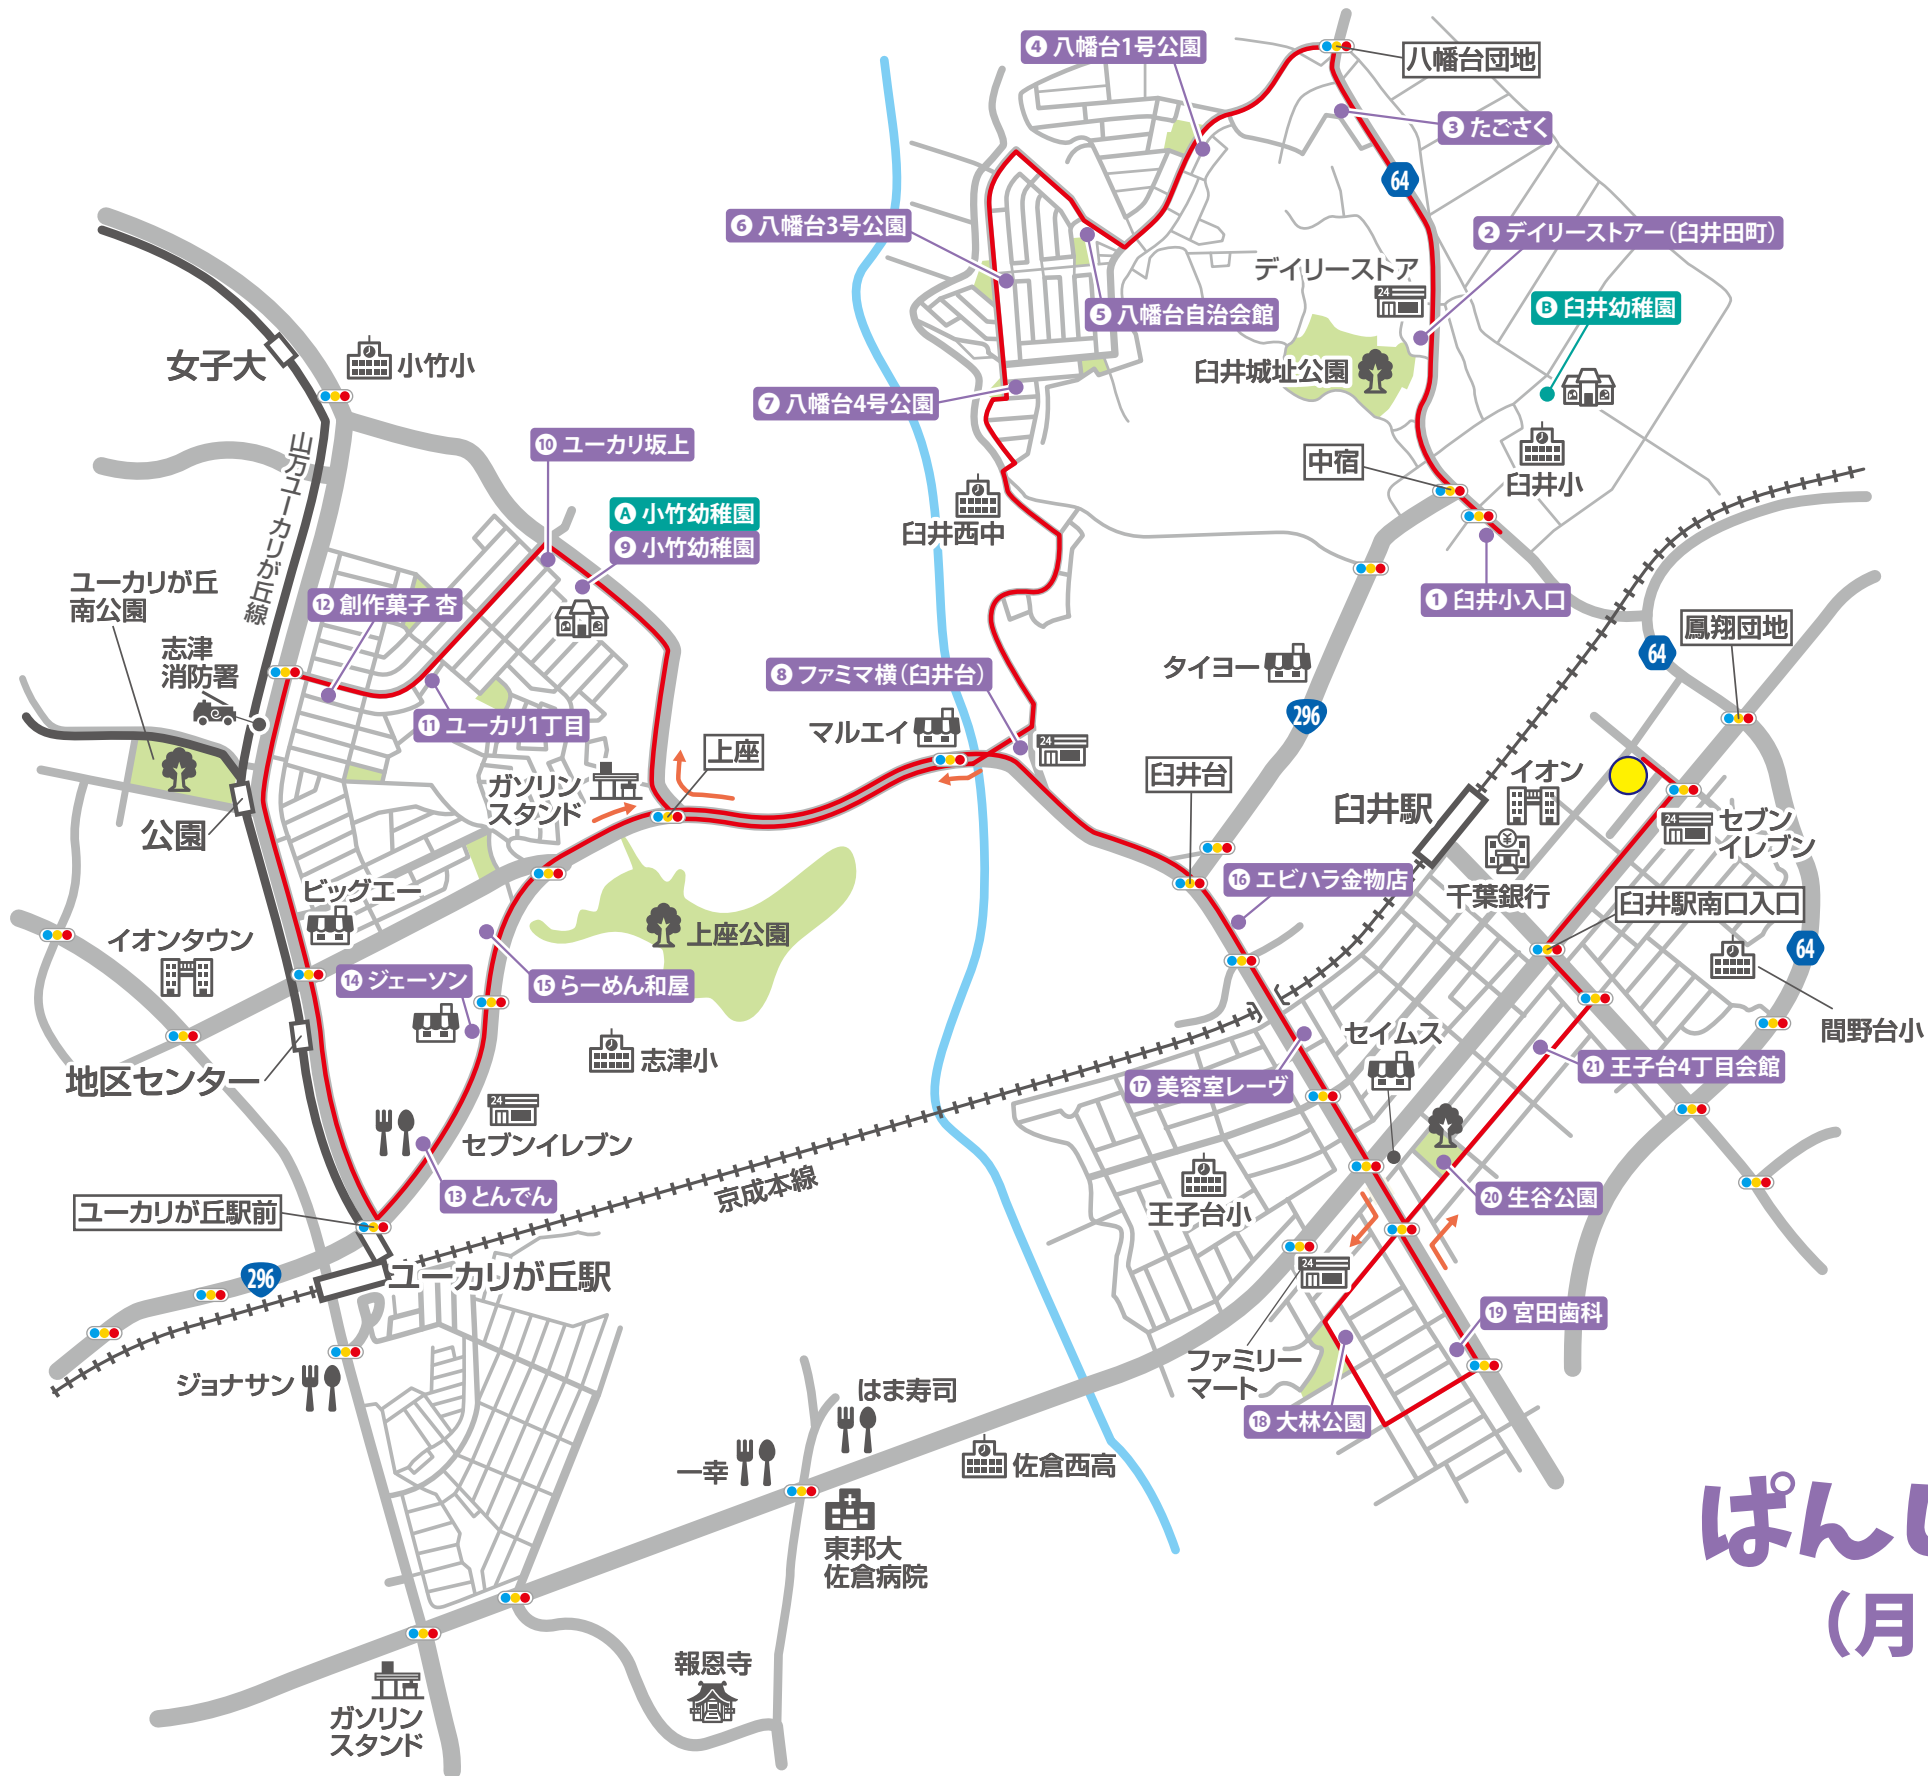 ④ 八幡台1号公園
八幡台団地
③ たごさく
64
⑥ 八幡台3号公園
② デイリーストアー(臼井田町)
デイリーストア
24
⑤ 八幡台自治会館
Ⓑ 臼井幼稚園
女子大
小竹小
臼井城址公園
⑦ 八幡台4号公園
山万ユーカリが丘線
⑩ ユーカリ坂上
中宿
臼井小
Ⓐ 小竹幼稚園
⑨ 小竹幼稚園
臼井西中
ユーカリが丘
南公園
⑫ 創作菓子 杏
① 臼井小入口
鳳翔団地
志津
消防署
64
タイヨー
⑧ ファミマ横(臼井台)
296
⑪ ユーカリ1丁目
マルエイ
24
上座
ガソリン
スタンド
臼井台
イオン
臼井駅
公園
24
セブン
イレブン
ビッグエー
⑯ エビハラ金物店
千葉銀行
臼井駅南口入口
上座公園
イオンタウン
64
⑭ ジェーソン
⑮ らーめん和屋
間野台小
セイムス
志津小
地区センター
⑰ 美容室レーヴ
㉑ 王子台4丁目会館
24
セブンイレブン
京成本線
⑬ とんでん
⑳ 生谷公園
ユーカリが丘駅前
王子台小
296
ユーカリが丘駅
24
⑲ 宮田歯科
ファミリー
マート
ジョナサン
はま寿司
⑱ 大林公園
一幸
佐倉西高
東邦大
佐倉病院
報恩寺
ガソリン
スタンド
ぱんし
(月